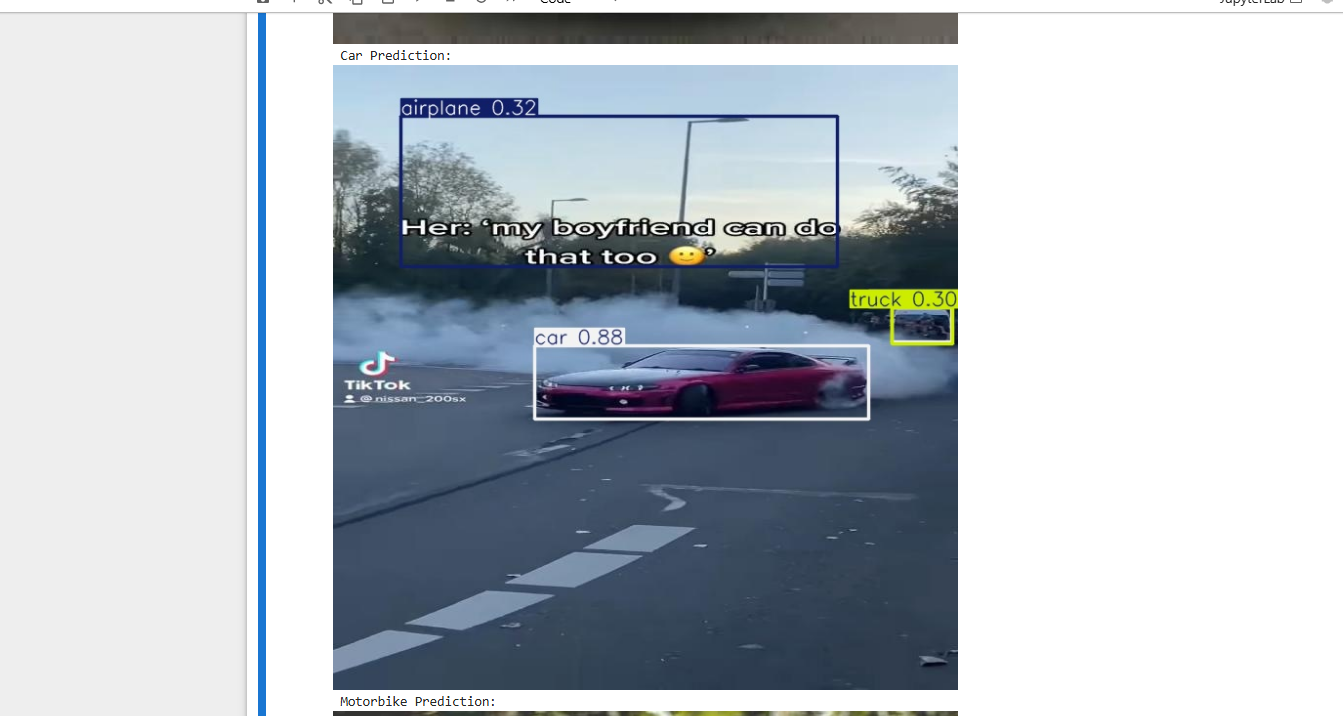 Code
JupyterLab
Car Prediction:
airplane 0.32
Her: ‘my boyfriend can do
that too 🙂’
truck 0.30
car 0.88
TikTok
@nissan_200sx
Motorbike Prediction: